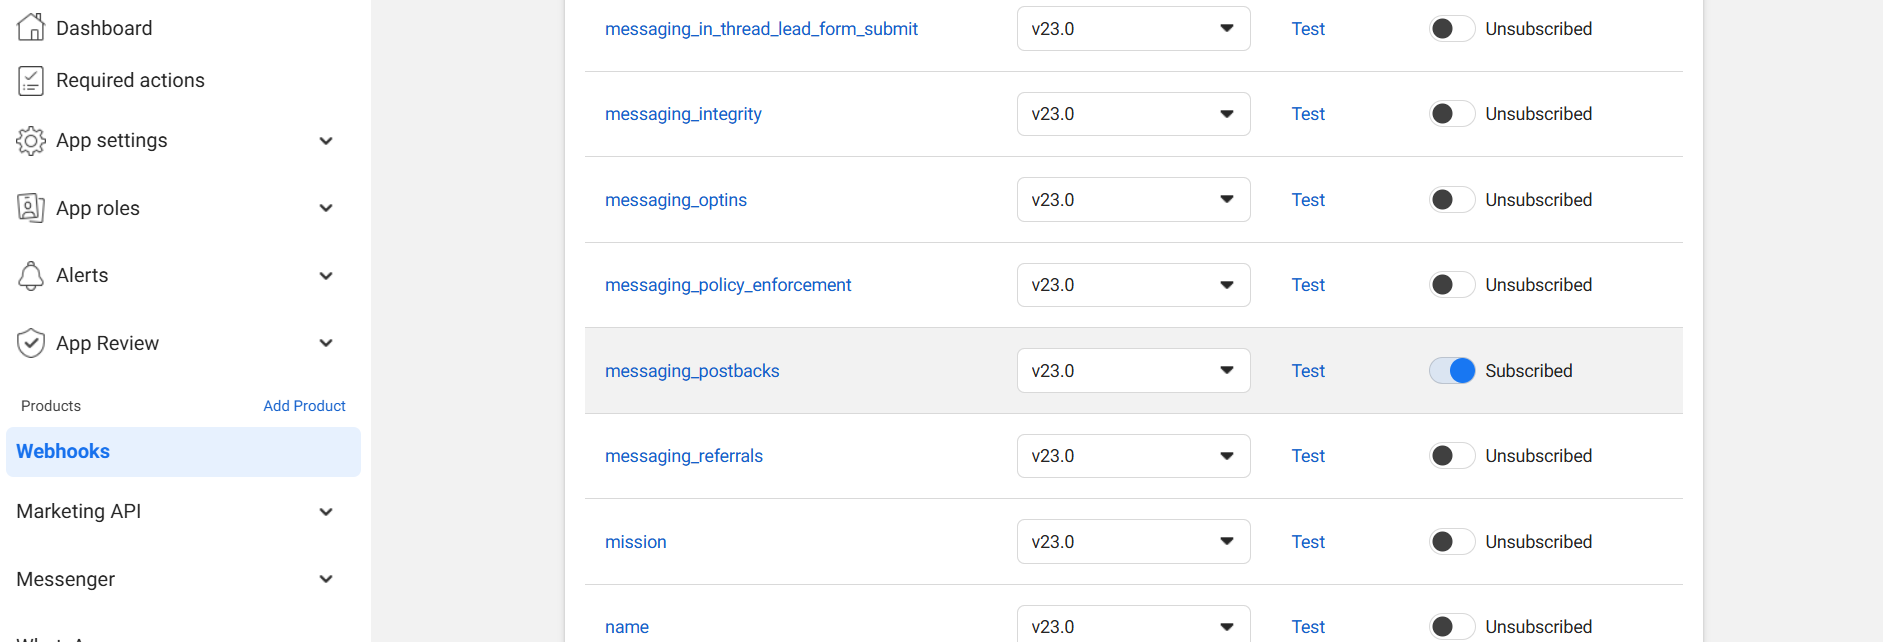 Dashboard
Required actions
App settings
App roles
Alerts
App Review
Products Add Product
Webhooks
Marketing API
Messenger
messaging_in_thread_lead_form_submit v23.0 Test Unsubscribed
messaging_integrity v23.0 Test Unsubscribed
messaging_optins v23.0 Test Unsubscribed
messaging_policy_enforcement v23.0 Test Unsubscribed
messaging_postbacks v23.0 Test Subscribed
messaging_referrals v23.0 Test Unsubscribed
mission v23.0 Test Unsubscribed
name v23.0 Test Unsubscribed